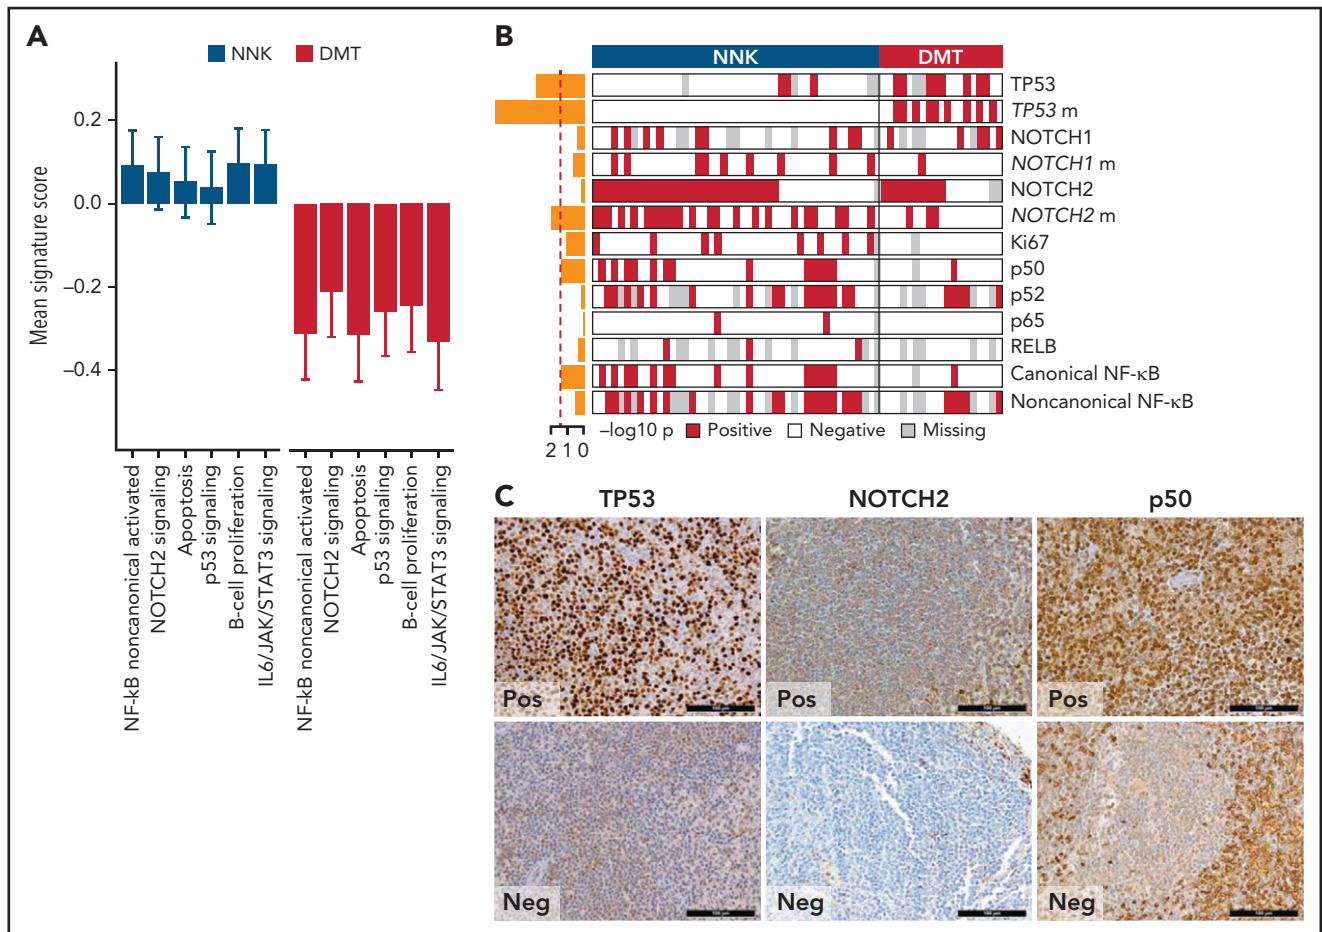 A
NNK
DMT
Mean signature score
0.2
0.0
–0.2
–0.4
NF-kB noncanonical activated
NOTCH2 signaling
Apoptosis
p53 signaling
B-cell proliferation
IL6/JAK/STAT3 signaling
NF-kB noncanonical activated
NOTCH2 signaling
Apoptosis
p53 signaling
B-cell proliferation
IL6/JAK/STAT3 signaling
B
NNK
DMT
TP53
TP53 m
NOTCH1
NOTCH1 m
NOTCH2
NOTCH2 m
Ki67
p50
p52
p65
RELB
Canonical NF-κB
Noncanonical NF-κB
2 1 0
–log10 p
Positive
Negative
Missing
C
TP53
NOTCH2
p50
Pos
Pos
Pos
Neg
Neg
Neg